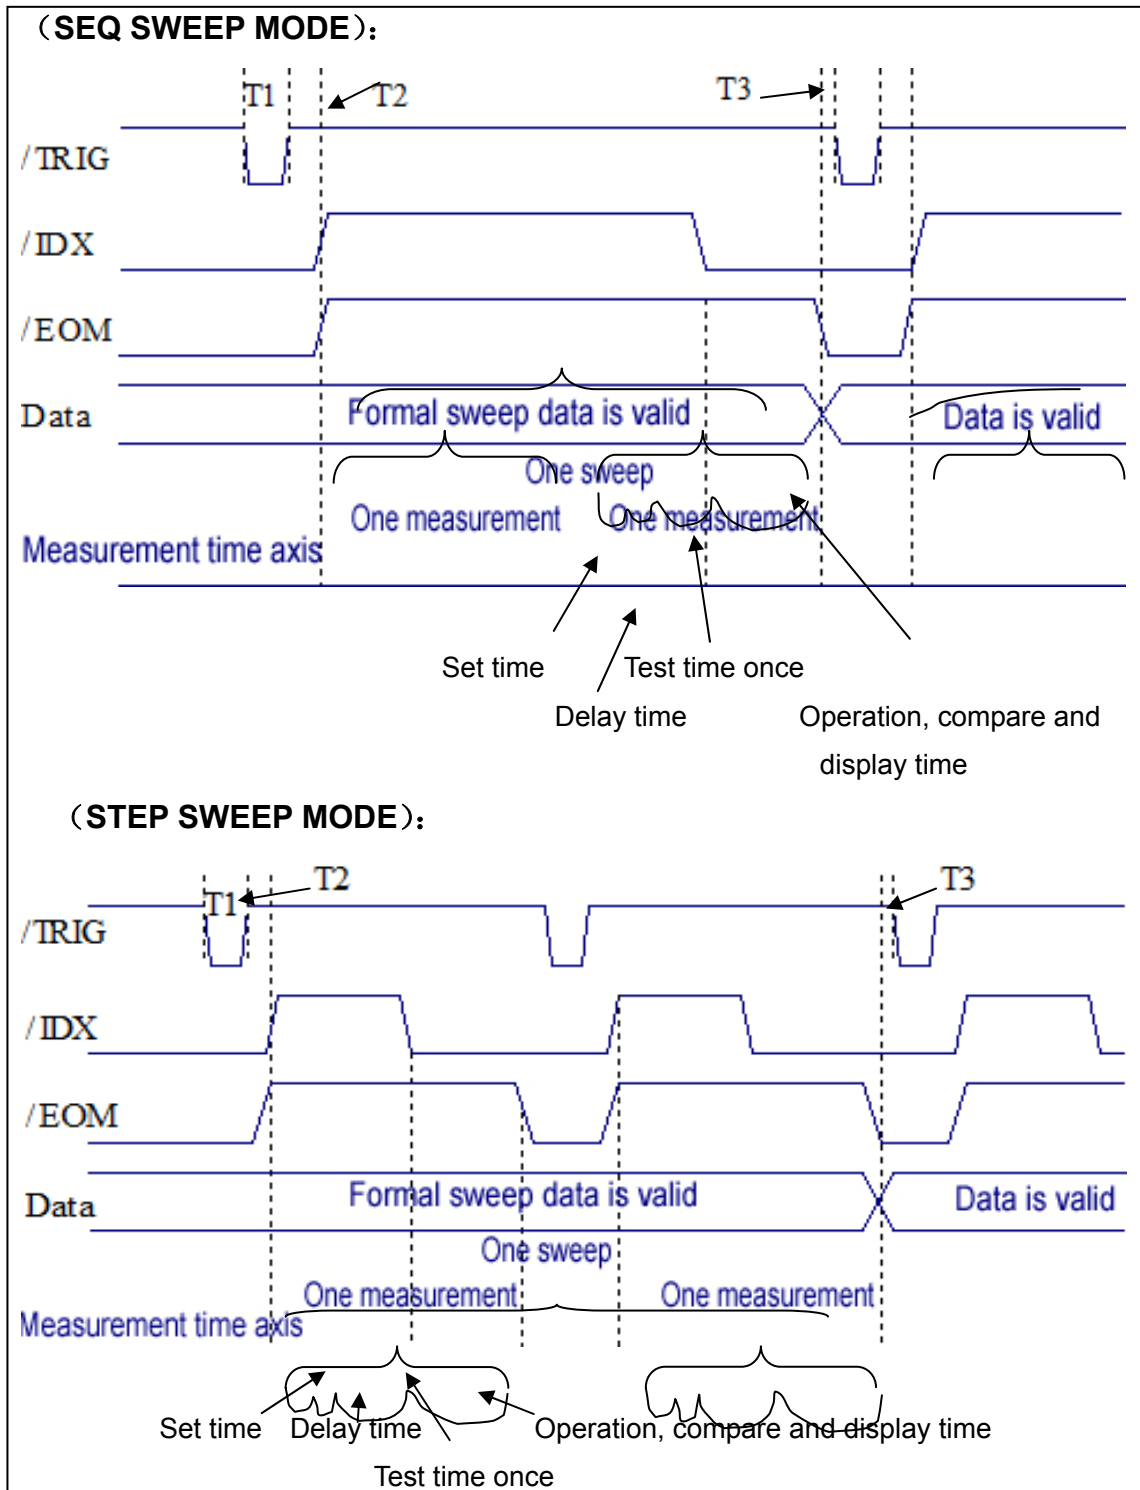 （SEQ SWEEP MODE）：
T1 T2 T3
/TRIG
/IDX
/EOM
Data Formal sweep data is valid Data is valid
One sweep
One measurement One measurement
Measurement time axis
Set time Test time once
Delay time Operation, compare and
display time
（STEP SWEEP MODE）：
T1 T2 T3
/TRIG
/IDX
/EOM
Data Formal sweep data is valid Data is valid
One sweep
One measurement One measurement
Measurement time axis
Set time Delay time Operation, compare and display time
Test time once